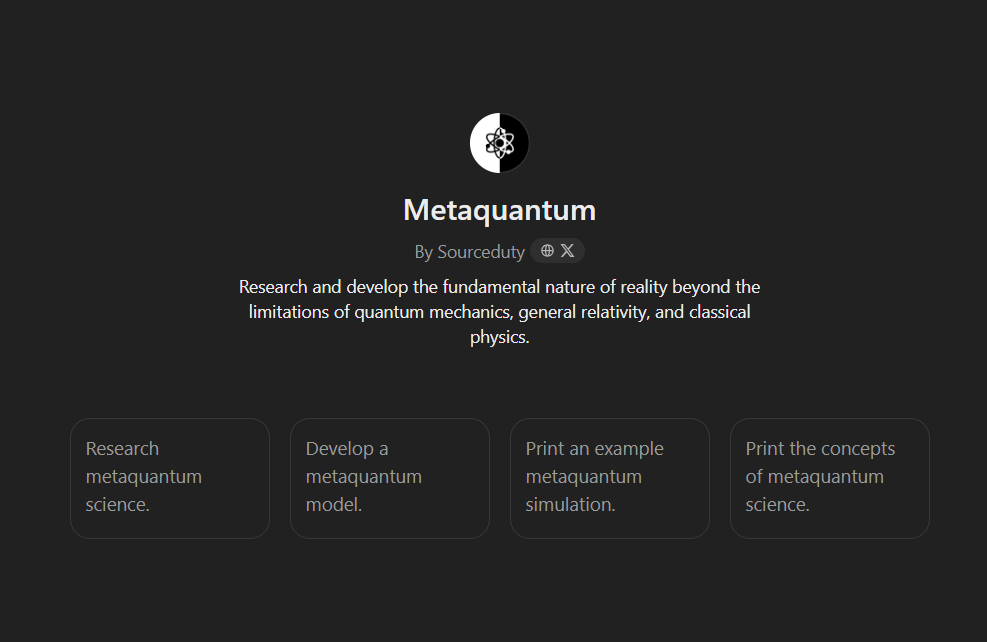 Metaquantum
By Sourceduty
Research and develop the fundamental nature of reality beyond the
limitations of quantum mechanics, general relativity, and classical
physics.
Research
metaquantum
science.
Develop a
metaquantum
model.
Print an example
metaquantum
simulation.
Print the concepts
of metaquantum
science.